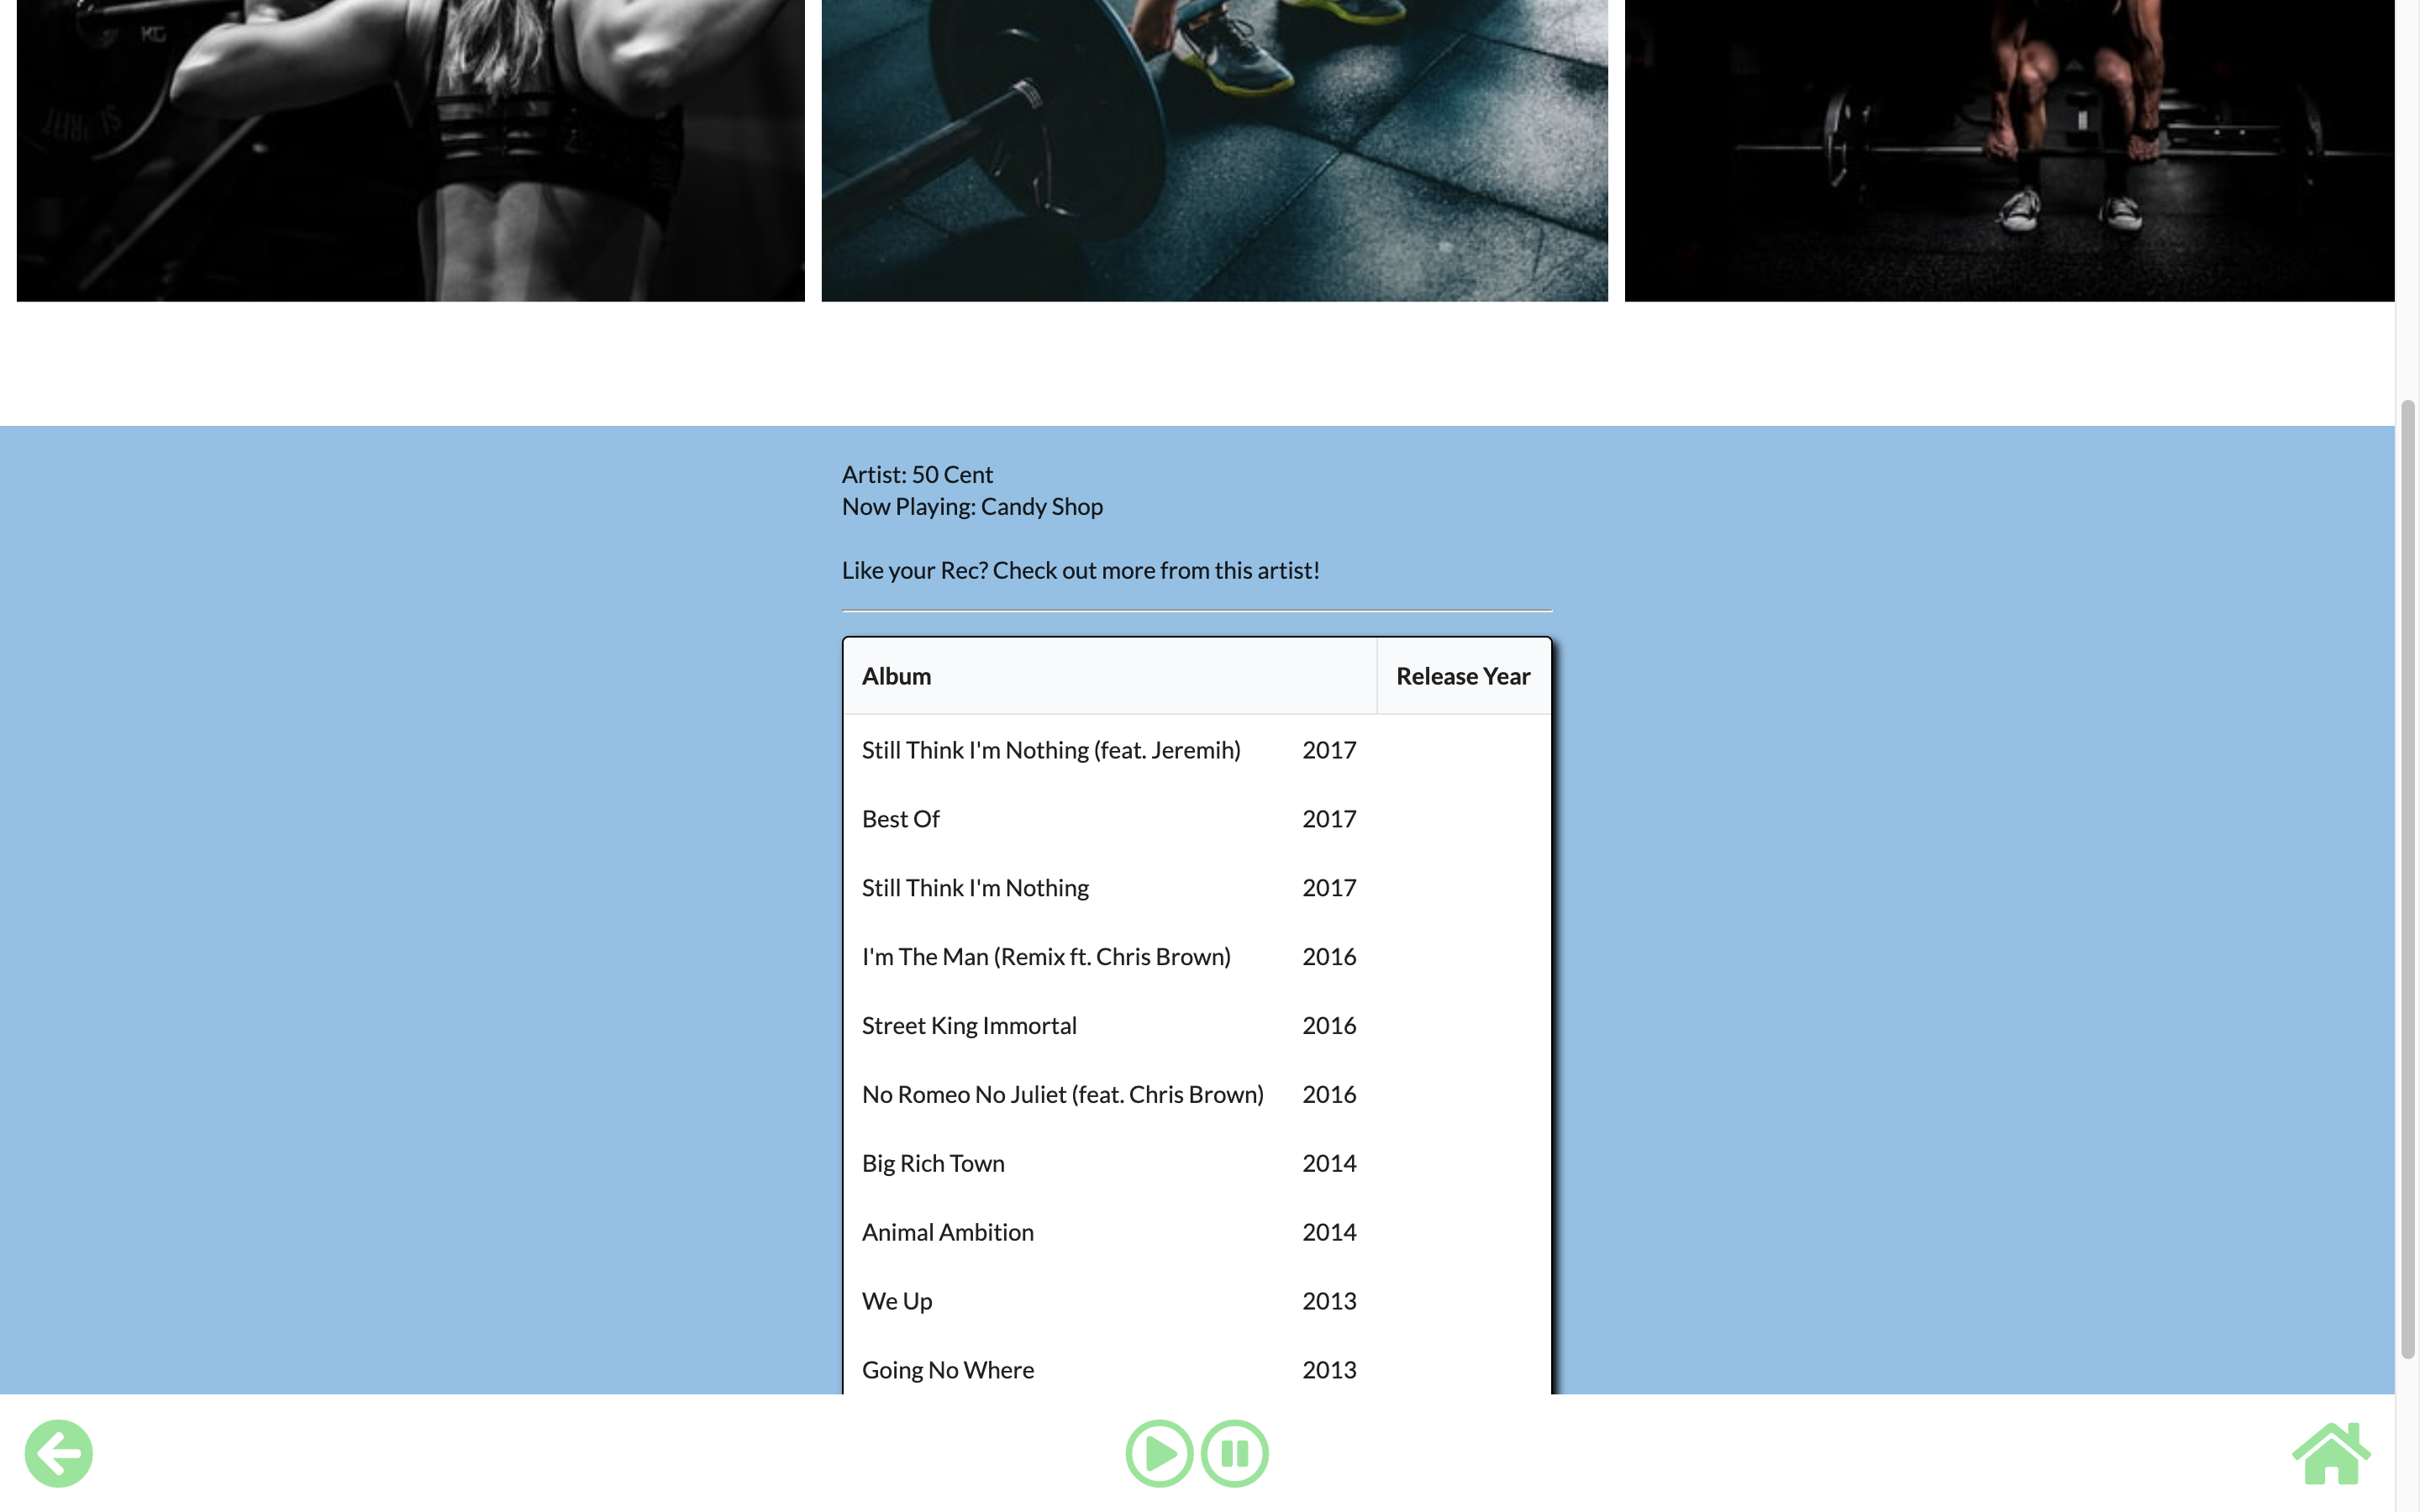 KG
Artist: 50 Cent
Now Playing: Candy Shop
Like your Rec? Check out more from this artist!
Album Release Year
Still Think I'm Nothing (feat. Jeremih) 2017
Best Of 2017
Still Think I'm Nothing 2017
I'm The Man (Remix ft. Chris Brown) 2016
Street King Immortal 2016
No Romeo No Juliet (feat. Chris Brown) 2016
Big Rich Town 2014
Animal Ambition 2014
We Up 2013
Going No Where 2013